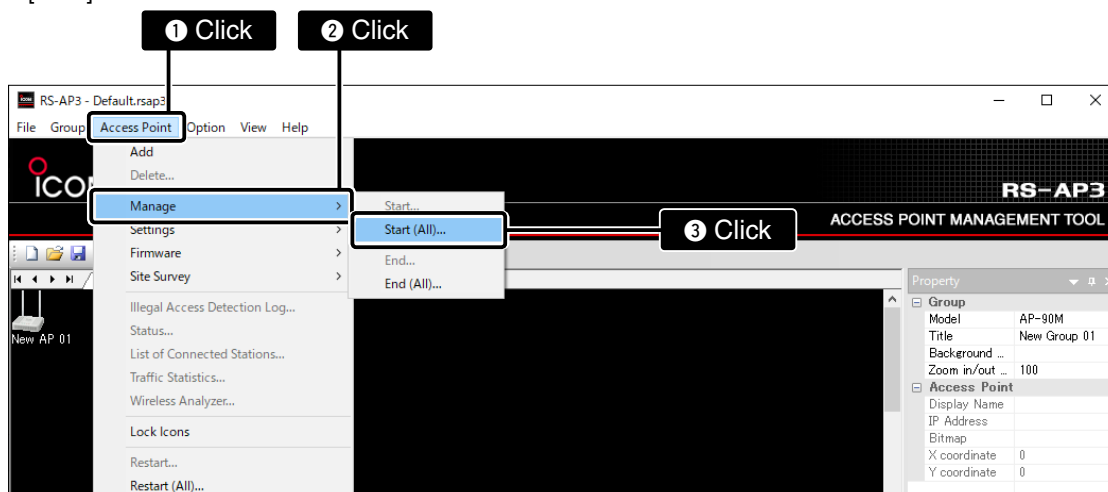 ❶ Click
❷ Click
RS-AP3 - Default.rsap3
File Group Access Point Option View Help
Add
Delete...
Manage
Settings
Firmware
Site Survey
Illegal Access Detection Log...
Status...
List of Connected Stations...
Traffic Statistics...
Wireless Analyzer...
Lock Icons
Restart...
Restart (All)...
Start...
Start (All)...
End...
End (All)...
❸ Click
RS-AP3
ACCESS POINT MANAGEMENT TOOL
New AP 01
Property
Group
Model AP-90M
Title New Group 01
Background ...
Zoom in/out ... 100
Access Point
Display Name
IP Address
Bitmap
X coordinate 0
Y coordinate 0